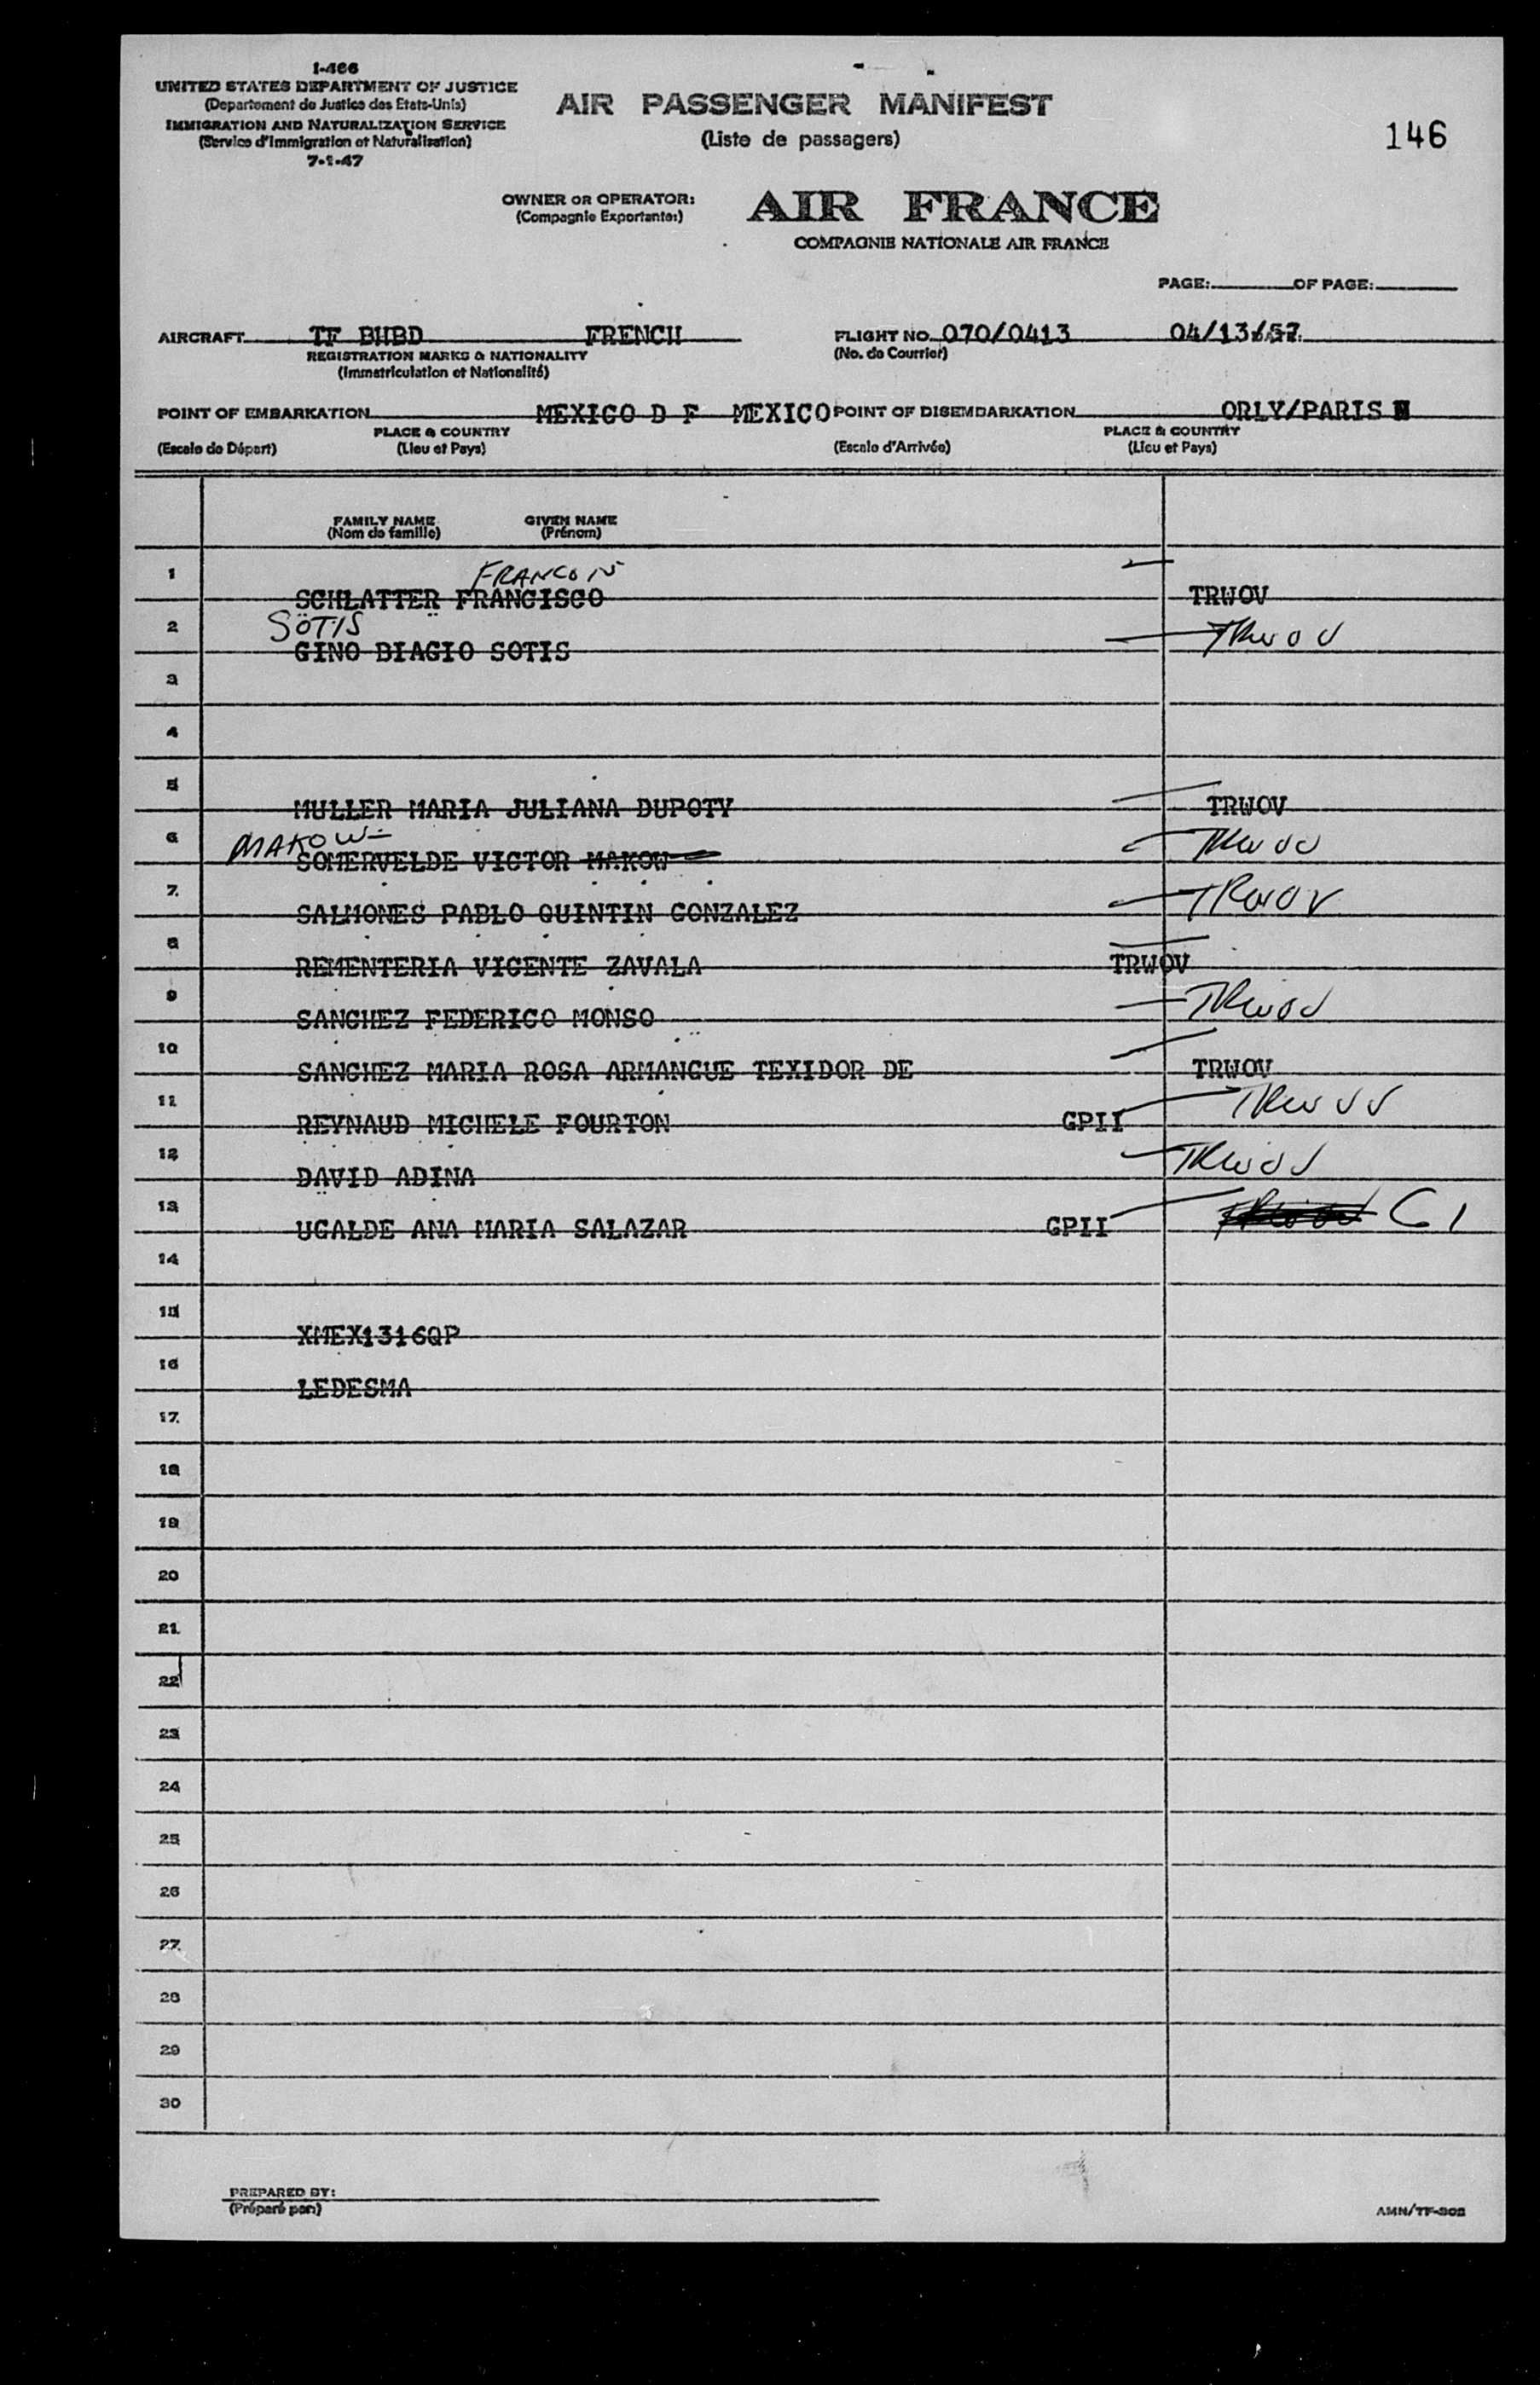 I-466
UNITED STATES DEPARTMENT OF JUSTICE
(Departement de Justice des Etats-Unis)
IMMIGRATION AND NATURALIZATION SERVICE
(Service d'Immigration et Naturalisation)
7-1-47
AIR PASSENGER MANIFEST
(Liste de passagers)
146
OWNER OR OPERATOR: AIR FRANCE
(Compagnie Exportante:)
COMPAGNIE NATIONALE AIR FRANCE
PAGE: OF PAGE:
AIRCRAFT TF BHBD FRENCH FLIGHT NO. 070/0413 04/13/57.
REGISTRATION MARKS & NATIONALITY (No. de Courrier)
(Immatriculation et Nationalité)
POINT OF EMBARKATION MEXICO D F MEXICO POINT OF DISEMBARKATION ORLY/PARIS
PLACE & COUNTRY PLACE & COUNTRY
(Escale de Départ) (Lieu et Pays) (Escale d'Arrivée) (Lieu et Pays)
FAMILY NAME GIVEN NAME
(Nom de famille) (Prénom)
1 FRANCOIS
SCHLATTER FRANCISCO TRWOV
2 SOTIS TRWOV
GINO BIAGIO SOTIS
3
4
5
MULLER MARIA JULIANA DUPOTY TRWOV
6 MAKOW TRWOV
SOMERVELDE VICTOR MAKOW
7. TRWOV
SALMONES PABLO QUINTIN GONZALEZ
8
REMENTERIA VICENTE ZAVALA TRWOV
9 TRWOV
SANCHEZ FEDERICO MONSO
10
SANCHEZ MARIA ROSA ARMANGUE TEXIDOR DE TRWOV
11 TRWOV
REYNAUD MICHELE FOURTON GPII
12 TRWOV
DAVID ADINA
13 C1
UGALDE ANA MARIA SALAZAR GPII
14
15
XMEX1316QP
16
LEDESMA
17.
18
19
20
21.
22
23
24
25
26
27.
28
29
30
PREPARED BY:
(Préparé par:)